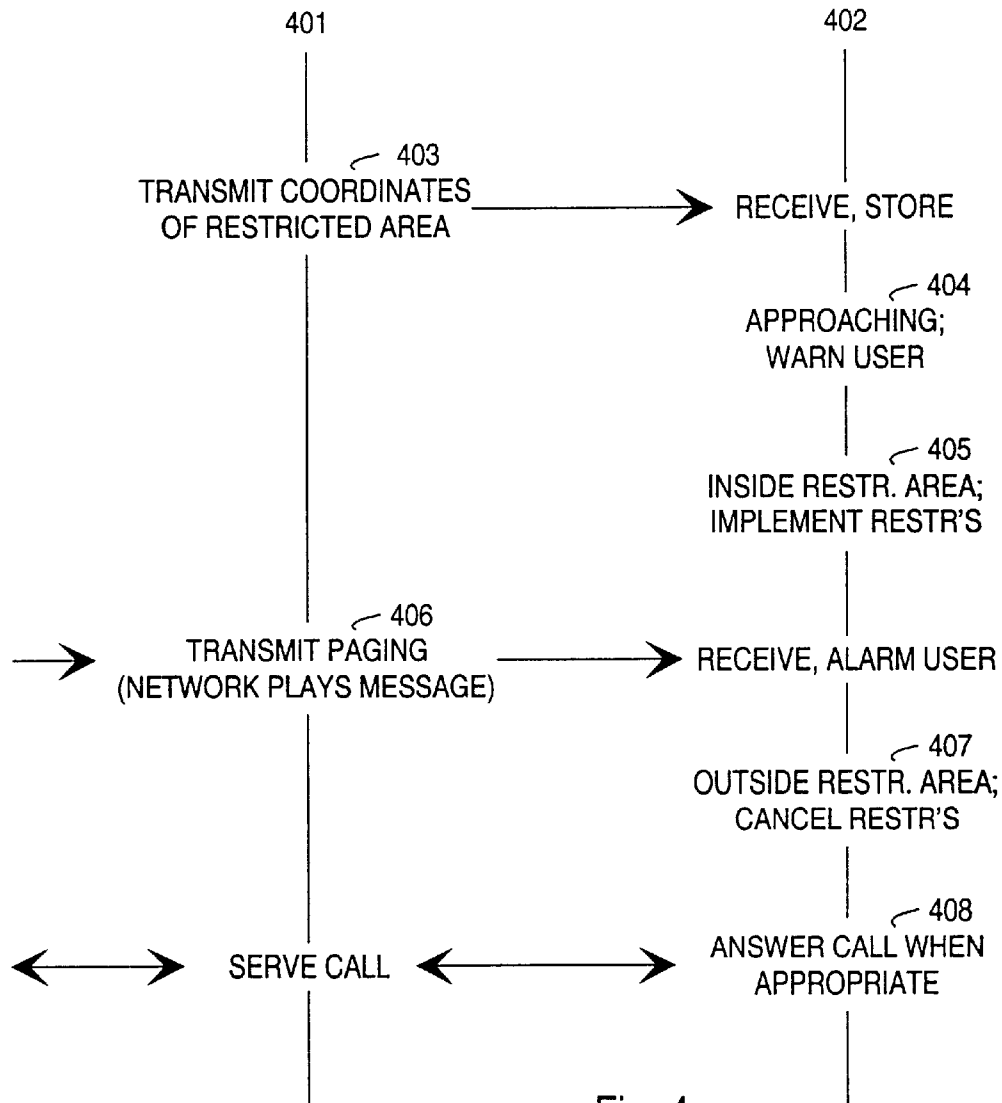 401
402
403
TRANSMIT COORDINATES
OF RESTRICTED AREA
RECEIVE, STORE
404
APPROACHING;
WARN USER
405
INSIDE RESTR. AREA;
IMPLEMENT RESTR'S
406
TRANSMIT PAGING
(NETWORK PLAYS MESSAGE)
RECEIVE, ALARM USER
407
OUTSIDE RESTR. AREA;
CANCEL RESTR'S
408
SERVE CALL
ANSWER CALL WHEN
APPROPRIATE
Fig. 4